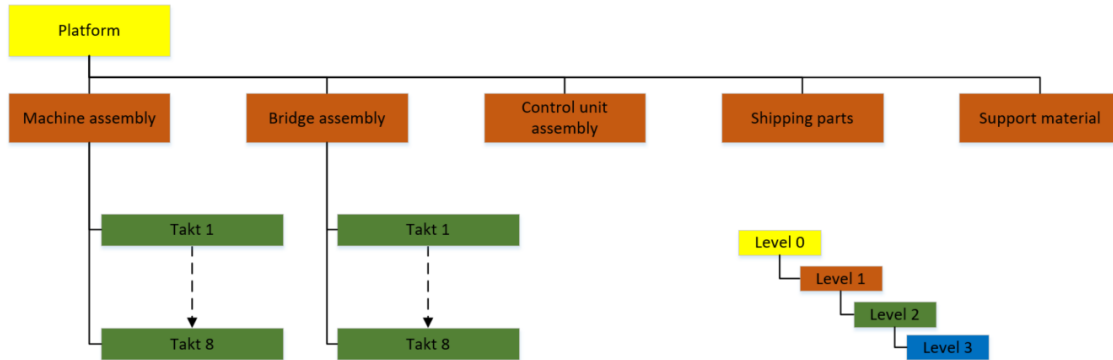 Platform
Machine assembly
Bridge assembly
Control unit
assembly
Shipping parts
Support material
Takt 1
Takt 1
Level 0
Level 1
Level 2
Takt 8
Takt 8
Level 3